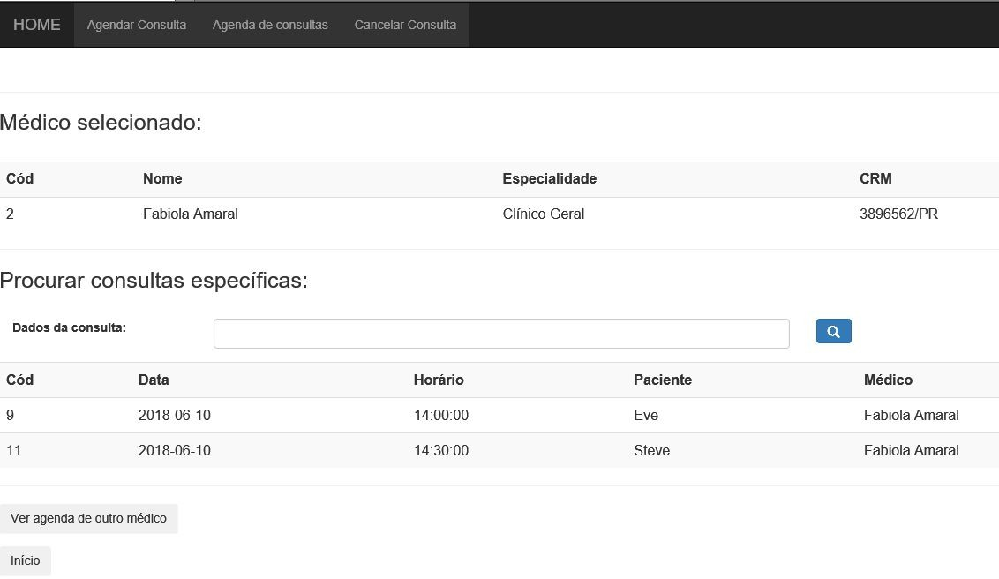 HOME Agendar Consulta Agenda de consultas Cancelar Consulta
Médico selecionado:
Cód Nome Especialidade CRM
2 Fabiola Amaral Clínico Geral 3896562/PR
Procurar consultas específicas:
Dados da consulta:
Cód Data Horário Paciente Médico
9 2018-06-10 14:00:00 Eve Fabiola Amaral
11 2018-06-10 14:30:00 Steve Fabiola Amaral
Ver agenda de outro médico
Início